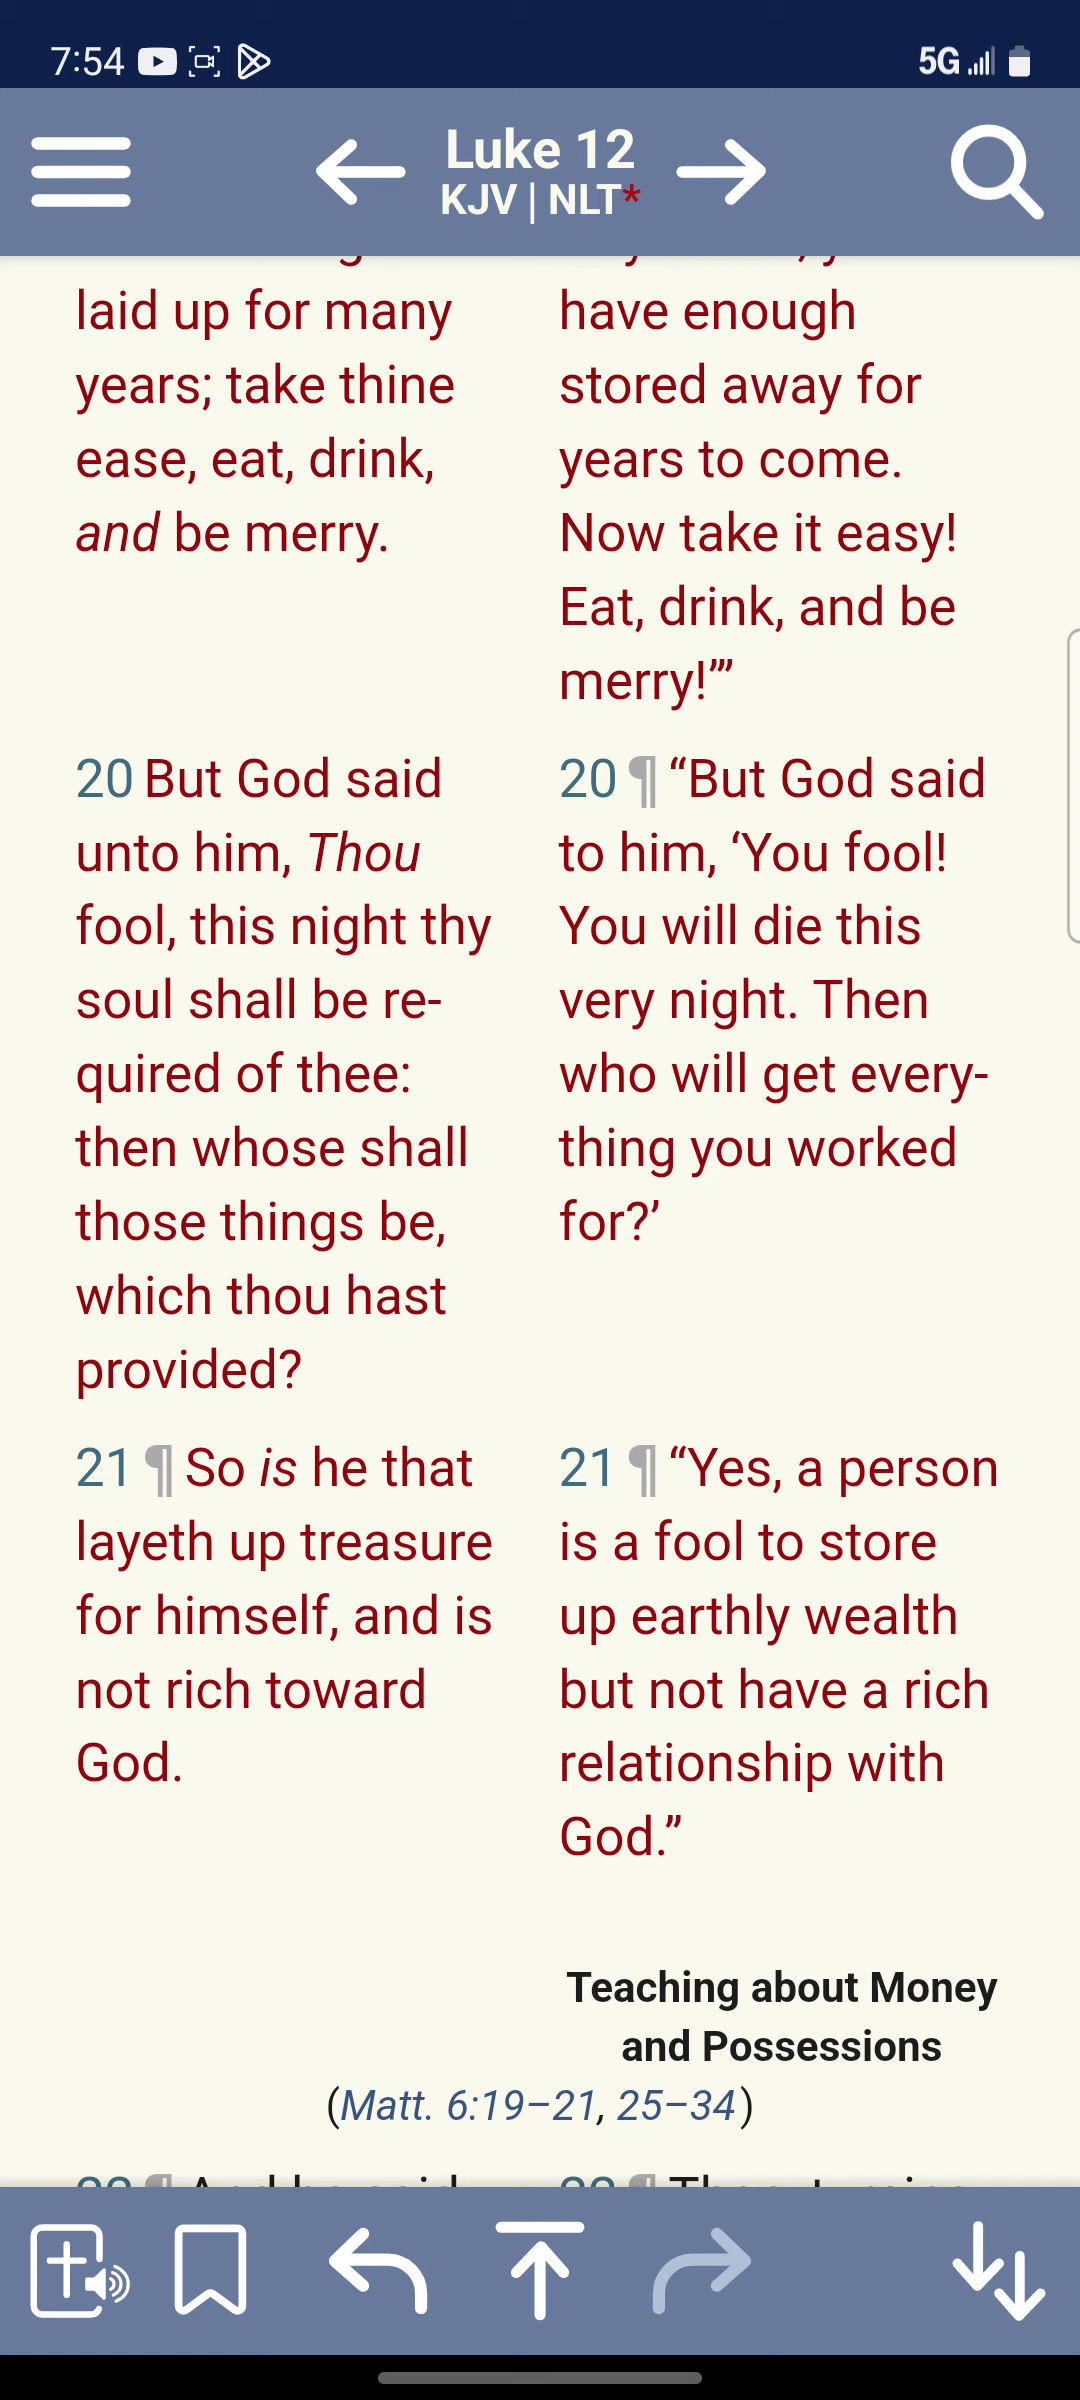 7:54
5G
Luke 12
KJV | NLT*
laid up for many
years; take thine
ease, eat, drink,
and be merry.
have enough
stored away for
years to come.
Now take it easy!
Eat, drink, and be
merry!’”
20 But God said
unto him, Thou
fool, this night thy
soul shall be re-
quired of thee:
then whose shall
those things be,
which thou hast
provided?
20 ¶ “But God said
to him, ‘You fool!
You will die this
very night. Then
who will get every-
thing you worked
for?’
21 ¶ So is he that
layeth up treasure
for himself, and is
not rich toward
God.
21 ¶ “Yes, a person
is a fool to store
up earthly wealth
but not have a rich
relationship with
God.”
Teaching about Money
and Possessions
(Matt. 6:19–21, 25–34)